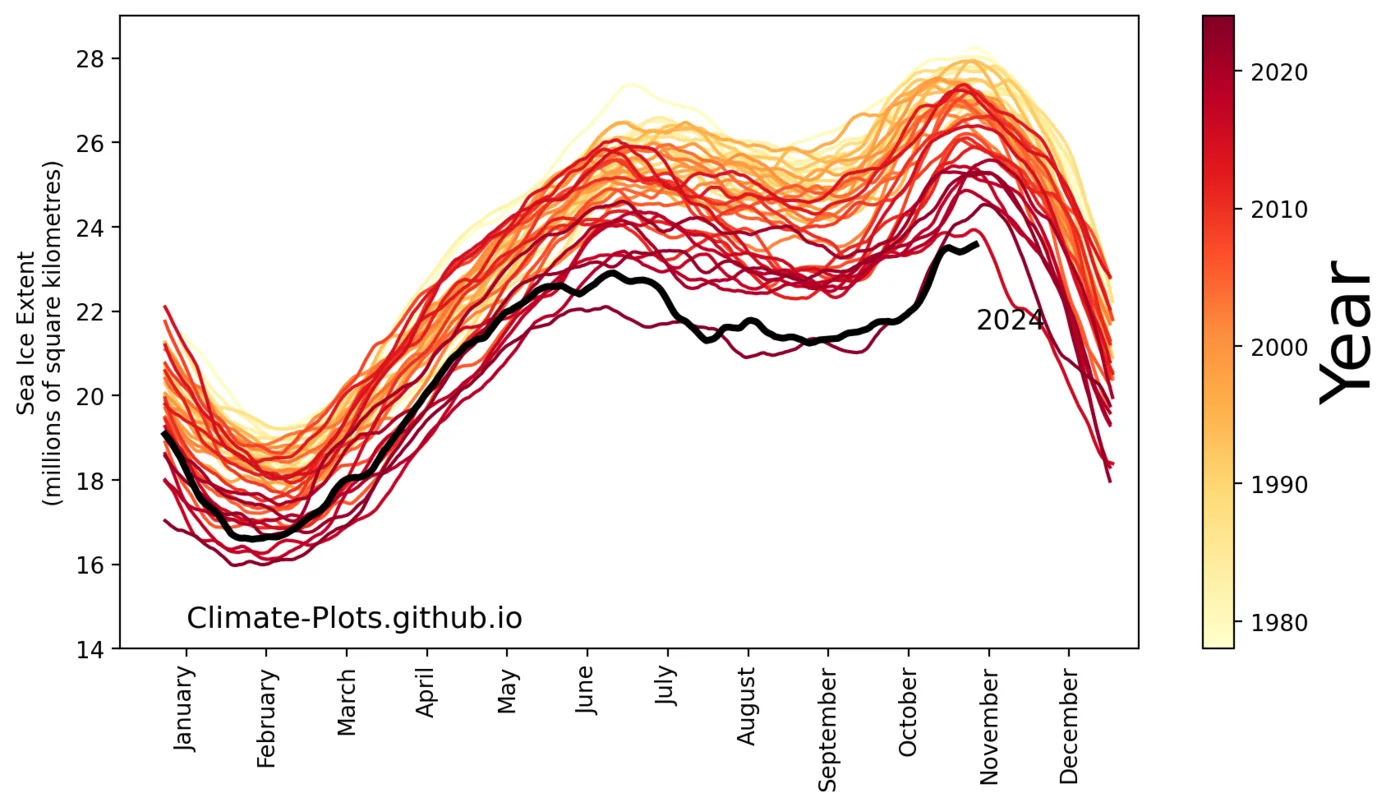 Sea Ice Extent
(millions of square kilometres)
28
26
24
22
20
18
16
14
2024
Climate-Plots.github.io
January
February
March
April
May
June
July
August
September
October
November
December
2020
2010
2000
1990
1980
Year